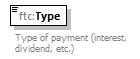 ftc:Type
Type of payment (interest,
dividend, etc.)